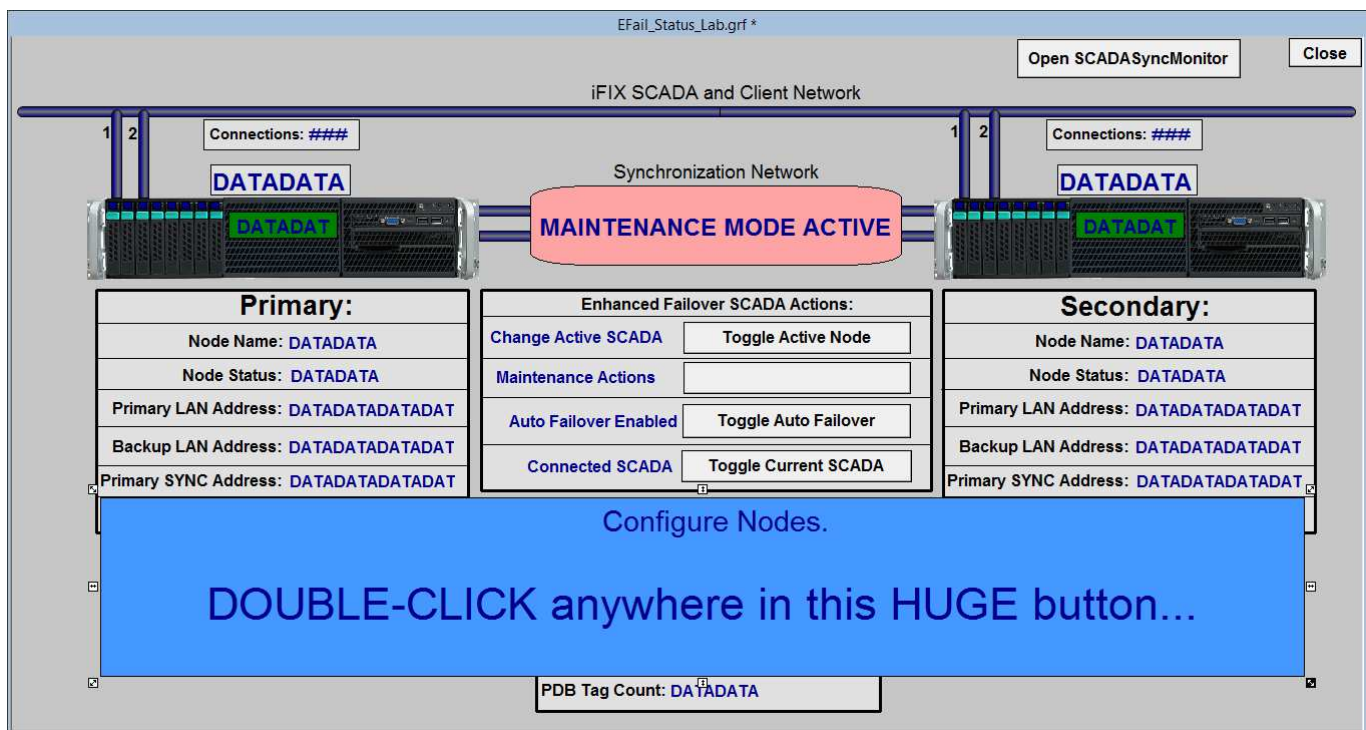 EFail_Status_Lab.grf *
Open SCADASyncMonitor
Close
iFIX SCADA and Client Network
1 2
Connections: ###
1 2
Connections: ###
DATADATA
Synchronization Network
DATADATA
DATADAT
MAINTENANCE MODE ACTIVE
DATADAT
Primary:
Node Name: DATADATA
Node Status: DATADATA
Primary LAN Address: DATADATADATADAT
Backup LAN Address: DATADATADATADAT
Primary SYNC Address: DATADATADATADAT
Enhanced Failover SCADA Actions:
Change Active SCADA Toggle Active Node
Maintenance Actions
Auto Failover Enabled Toggle Auto Failover
Connected SCADA Toggle Current SCADA
Secondary:
Node Name: DATADATA
Node Status: DATADATA
Primary LAN Address: DATADATADATADAT
Backup LAN Address: DATADATADATADAT
Primary SYNC Address: DATADATADATADAT
Configure Nodes.
DOUBLE-CLICK anywhere in this HUGE button...
PDB Tag Count: DATADATA